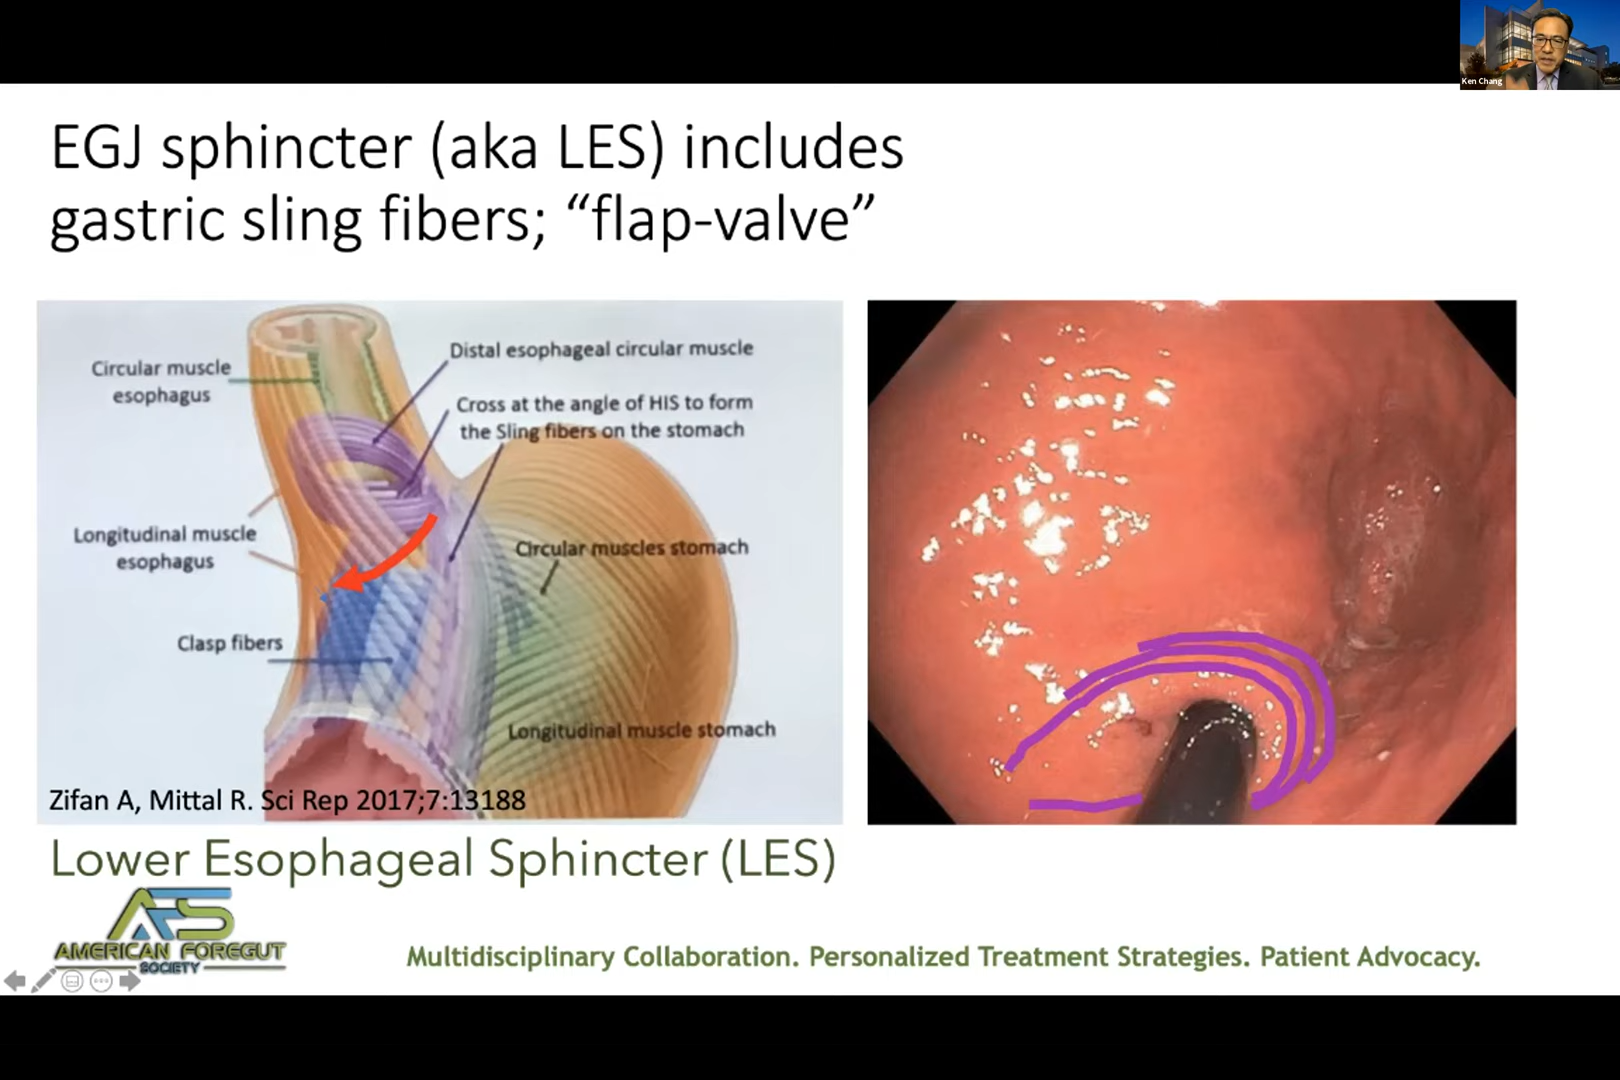 Ken Chang
EGJ sphincter (aka LES) includes
gastric sling fibers; “flap-valve”
Circular muscle
esophagus
Distal esophageal circular muscle
Cross at the angle of HIS to form
the Sling fibers on the stomach
Longitudinal muscle
esophagus
Circular muscles stomach
Clasp fibers
Longitudinal muscle stomach
Zifan A, Mittal R. Sci Rep 2017;7:13188
Lower Esophageal Sphincter (LES)
AFS
AMERICAN FOREGUT
SOCIETY
Multidisciplinary Collaboration. Personalized Treatment Strategies. Patient Advocacy.